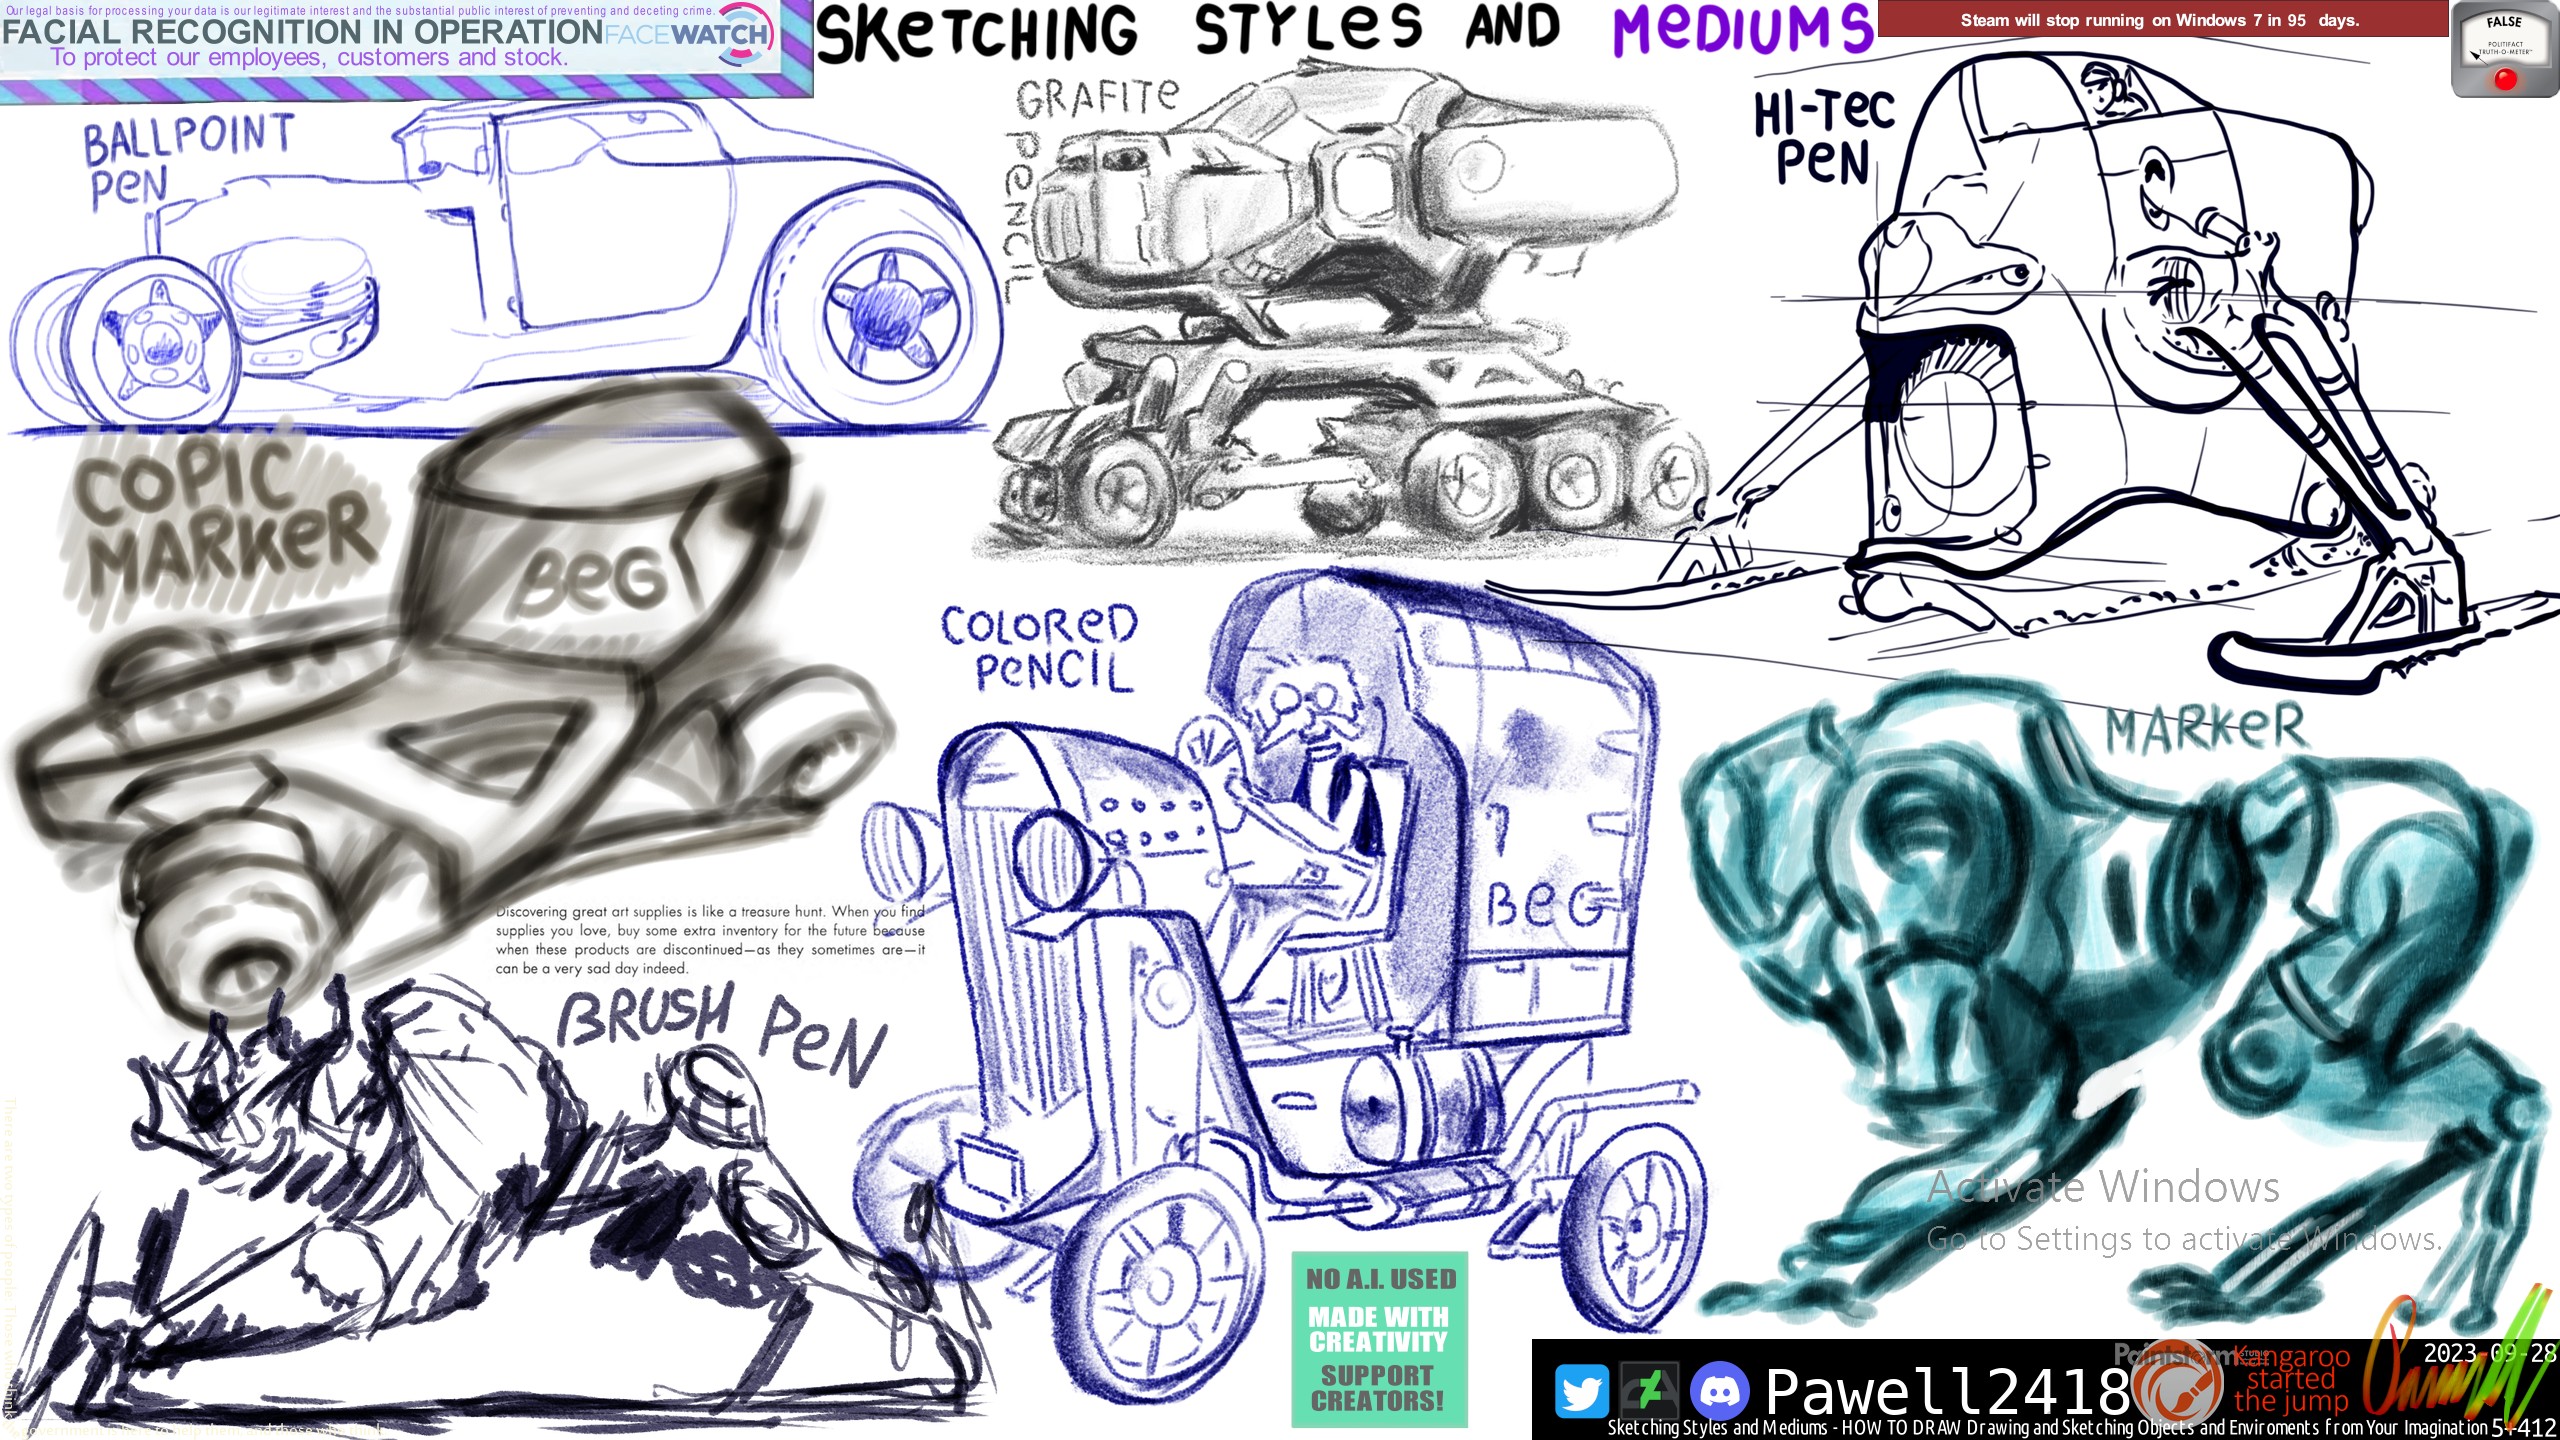 Our legal basis for processing your data is our legitimate interest and the substantial public interest of preventing and deceting crime.
FACIAL RECOGNITION IN OPERATION FACEWATCH
To protect our employees, customers and stock.
SKeTCHING STYLeS AND MeDIUMS
Steam will stop running on Windows 7 in 95 days.
FALSE
POLITIFACT
TRUTH-O-METER™
BALLPOINT
PeN
GRAFITe
PeNCIL
HI-TeC
PeN
COPIC
MARKeR
BeG
COLOReD
PeNCIL
BeG
MARKeR
Discovering great art supplies is like a treasure hunt. When you find
supplies you love, buy some extra inventory for the future because
when these products are discontinued—as they sometimes are—it
can be a very sad day indeed.
BRUSH PeN
Activate Windows
Go to Settings to activate Windows.
NO A.I. USED
MADE WITH
CREATIVITY
SUPPORT
CREATORS!
There are two types of people: Those who think
government is here to help them, and those who
Pawell2418
Paintstorm
STUDIO
Kangaroo
started
the jump
2023-09-28
Sketching Styles and Mediums - HOW TO DRAW Drawing and Sketching Objects and Enviroments from Your Imagination 5+412